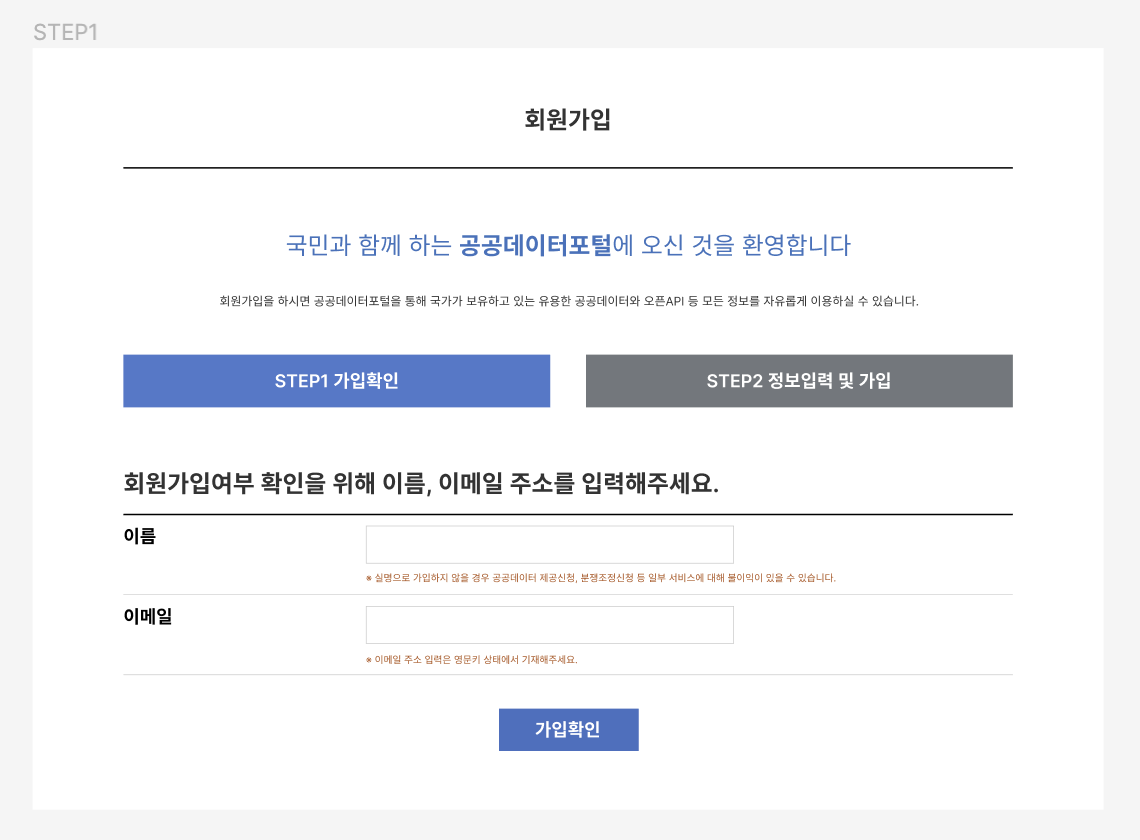 STEP1
회원가입
국민과 함께 하는 공공데이터포털에 오신 것을 환영합니다
회원가입을 하시면 공공데이터포털을 통해 국가가 보유하고 있는 유용한 공공데이터와 오픈API 등 모든 정보를 자유롭게 이용하실 수 있습니다.
STEP1 가입확인
STEP2 정보입력 및 가입
회원가입여부 확인을 위해 이름, 이메일 주소를 입력해주세요.
이름
※ 실명으로 가입하지 않을 경우 공공데이터 제공신청, 분쟁조정신청 등 일부 서비스에 대해 불이익이 있을 수 있습니다.
이메일
※ 이메일 주소 입력은 영문키 상태에서 기재해주세요.
가입확인